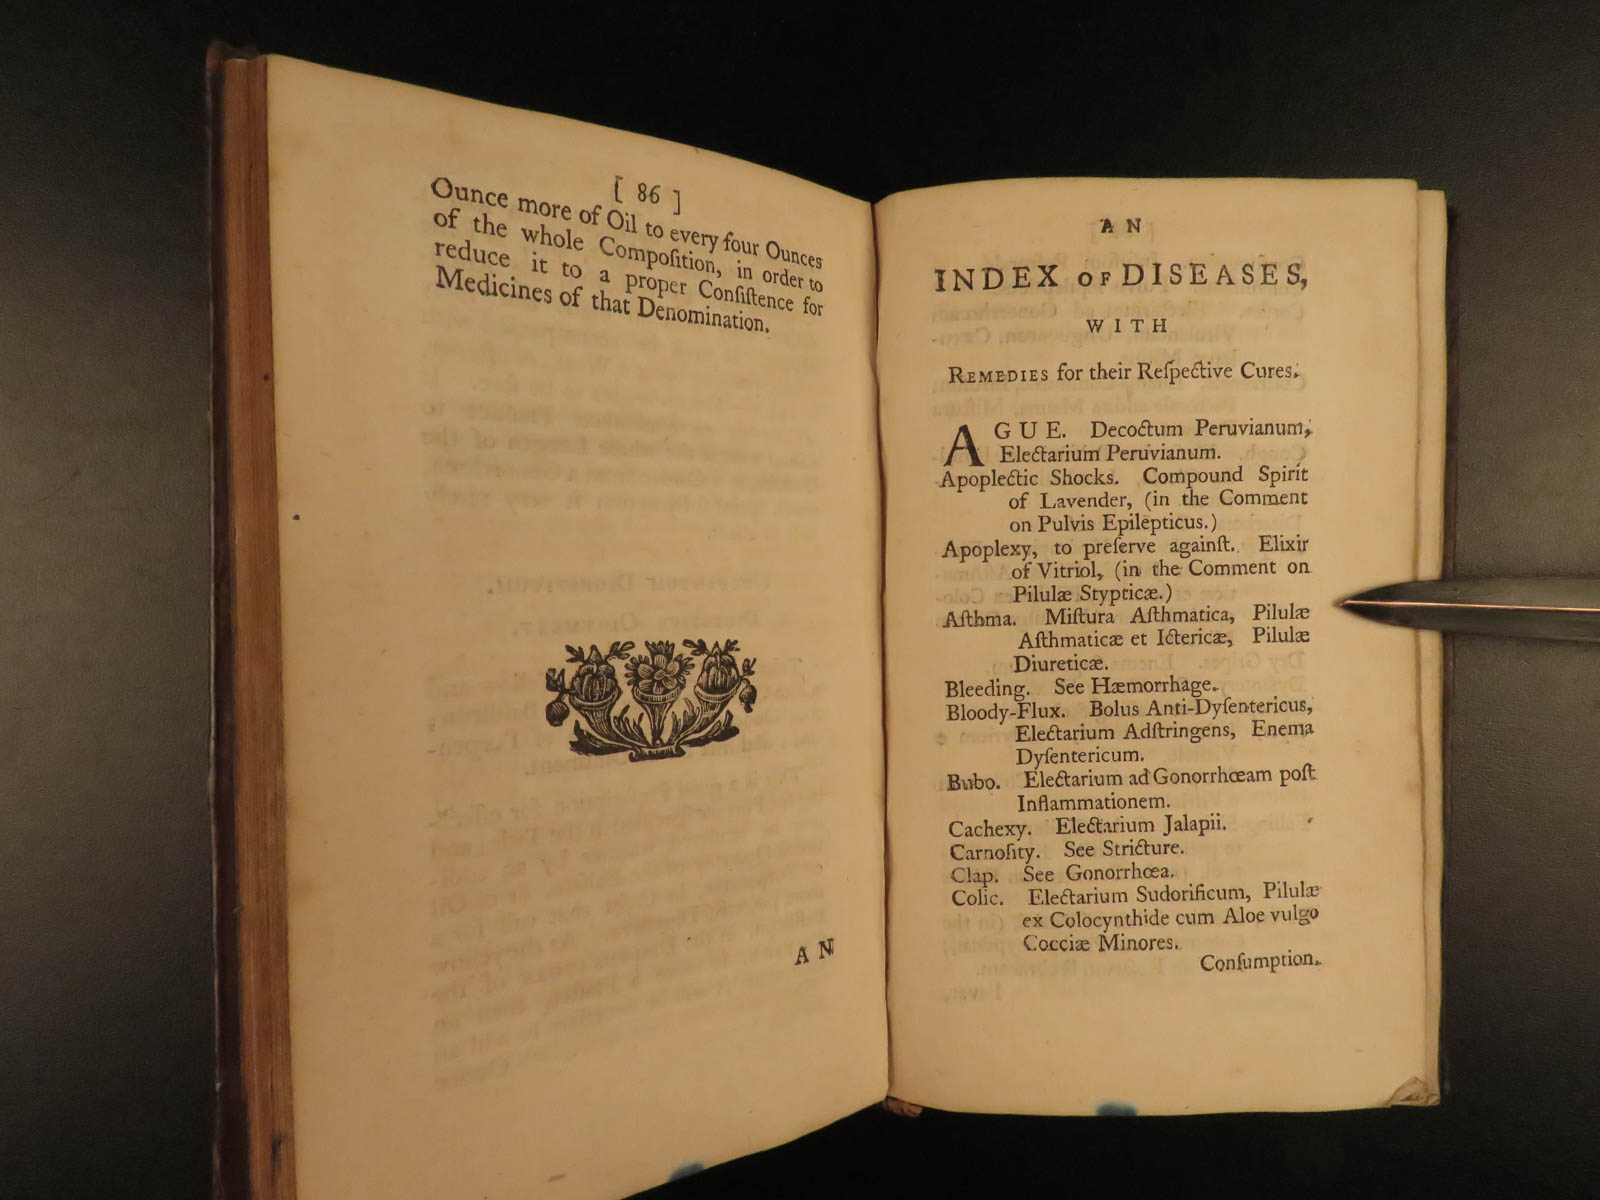 [ 86 ]
Ounce more of Oil to every four Ounces
of the whole Compoſition, in order to
reduce it to a proper Conſiſtence for
Medicines of that Denomination.
A N
A N
INDEX OF DISEASES,
WITH
REMEDIES for their Reſpective Cures.
AGUE. Decoctum Peruvianum,
Electarium Peruvianum.
Apoplectic Shocks. Compound Spirit
of Lavender, (in the Comment
on Pulvis Epilepticus.)
Apoplexy, to preſerve againſt. Elixir
of Vitriol, (in the Comment on
Pilulæ Stypticæ.)
Aſthma. Miſtura Aſthmatica, Pilulæ
Aſthmaticæ et Ictericæ, Pilulæ
Diureticæ.
Bleeding. See Hæmorrhage.
Bloody-Flux. Bolus Anti-Dyſentericus,
Electarium Adſtringens, Enema
Dyſentericum.
Bubo. Electarium ad Gonorrhœam poſt
Inflammationem.
Cachexy. Electarium Jalapii.
Carnoſity. See Stricture.
Clap. See Gonorrhœa.
Colic. Electarium Sudorificum, Pilulæ
ex Colocynthide cum Aloe vulgo
Cocciæ Minores.
Conſumption.